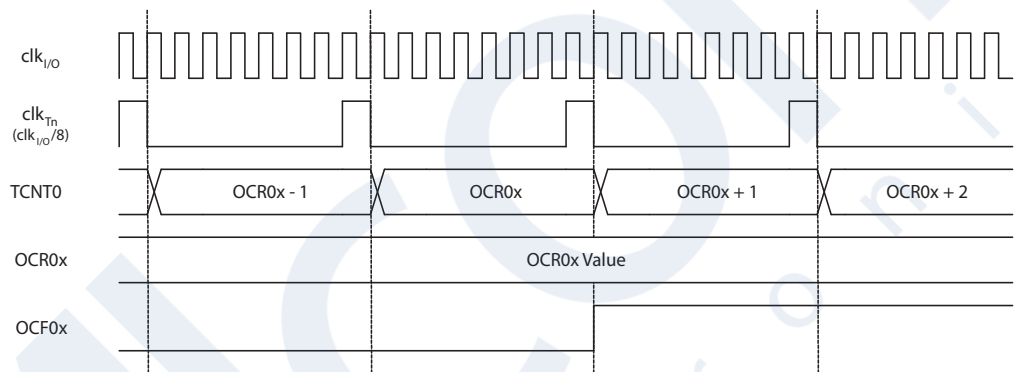 clkI/O
clkTn
(clkI/O/8)
TCNT0 OCR0x - 1 OCR0x OCR0x + 1 OCR0x + 2
OCR0x OCR0x Value
OCF0x